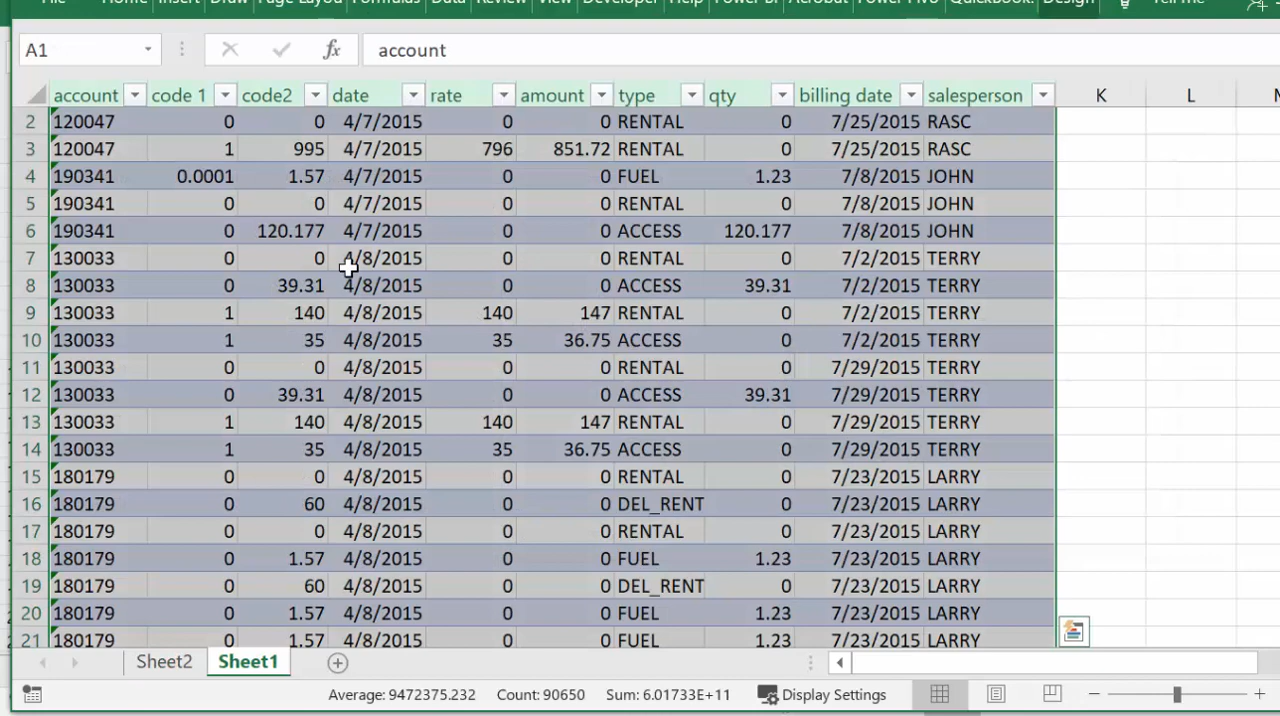 File Home Insert Draw Page Layout Formulas Data Review View Developer Help Power BI Acrobat Power Pivot Design Tell me
A1 fx account
account code 1 code2 date rate amount type qty billing date salesperson K L
2 120047 0 0 4/7/2015 0 0 RENTAL 0 7/25/2015 RASC
3 120047 1 995 4/7/2015 796 851.72 RENTAL 0 7/25/2015 RASC
4 190341 0.0001 1.57 4/7/2015 0 0 FUEL 1.23 7/8/2015 JOHN
5 190341 0 0 4/7/2015 0 0 RENTAL 0 7/8/2015 JOHN
6 190341 0 120.177 4/7/2015 0 0 ACCESS 120.177 7/8/2015 JOHN
7 130033 0 0 4/8/2015 0 0 RENTAL 0 7/2/2015 TERRY
8 130033 0 39.31 4/8/2015 0 0 ACCESS 39.31 7/2/2015 TERRY
9 130033 1 140 4/8/2015 140 147 RENTAL 0 7/2/2015 TERRY
10 130033 1 35 4/8/2015 35 36.75 ACCESS 0 7/2/2015 TERRY
11 130033 0 0 4/8/2015 0 0 RENTAL 0 7/29/2015 TERRY
12 130033 0 39.31 4/8/2015 0 0 ACCESS 39.31 7/29/2015 TERRY
13 130033 1 140 4/8/2015 140 147 RENTAL 0 7/29/2015 TERRY
14 130033 1 35 4/8/2015 35 36.75 ACCESS 0 7/29/2015 TERRY
15 180179 0 0 4/8/2015 0 0 RENTAL 0 7/23/2015 LARRY
16 180179 0 60 4/8/2015 0 0 DEL_RENT 0 7/23/2015 LARRY
17 180179 0 0 4/8/2015 0 0 RENTAL 0 7/23/2015 LARRY
18 180179 0 1.57 4/8/2015 0 0 FUEL 1.23 7/23/2015 LARRY
19 180179 0 60 4/8/2015 0 0 DEL_RENT 0 7/23/2015 LARRY
20 180179 0 1.57 4/8/2015 0 0 FUEL 1.23 7/23/2015 LARRY
21 180179 0 1.57 4/8/2015 0 0 FUEL 1.23 7/23/2015 LARRY
Sheet2 Sheet1
Average: 9472375.232 Count: 90650 Sum: 6.01733E+11 Display Settings